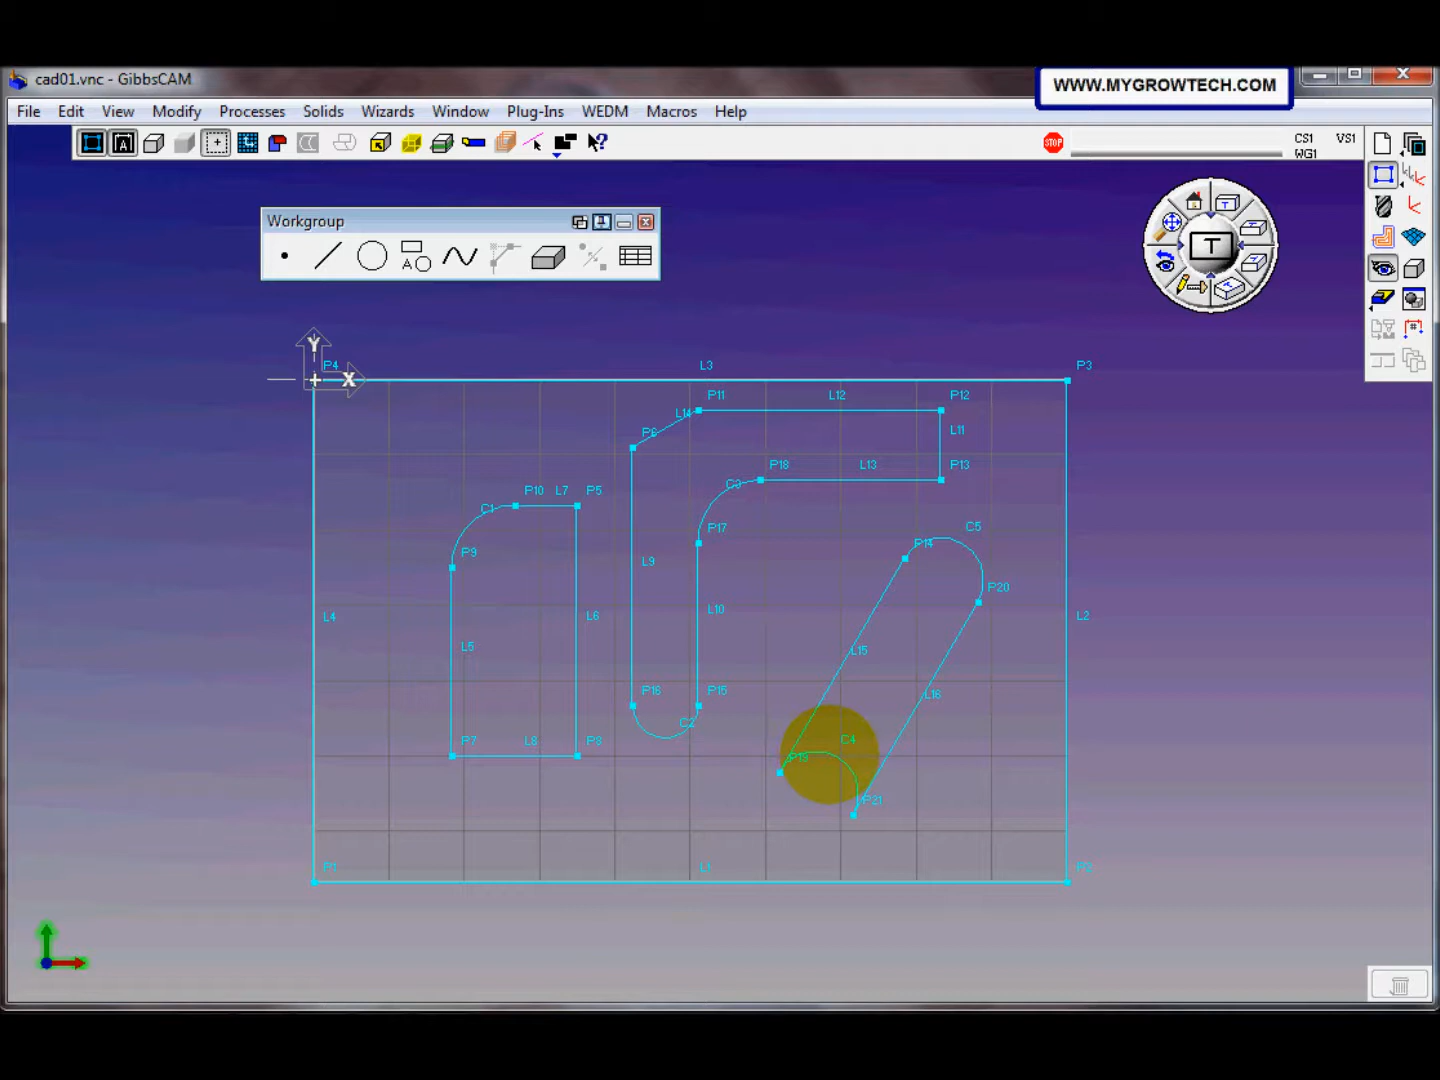 cad01.vnc - GibbsCAM
WWW.MYGROWTECH.COM
File Edit View Modify Processes Solids Wizards Window Plug-Ins WEDM Macros Help
STOP
CS1 VS1
WG1
Workgroup
A
T
Y
X
P4 L3 P3
P11 L12 P12
L14
P6 L11
P18 L13 P13
C3
P10 L7 P5
C1
P17 C5
P14
P9
L9
P20
L4 L6 L10 L2
L5 L15
P16 P15 L16
C2
P7 L8 P8 C4
P19
P21
P1 L1 P2